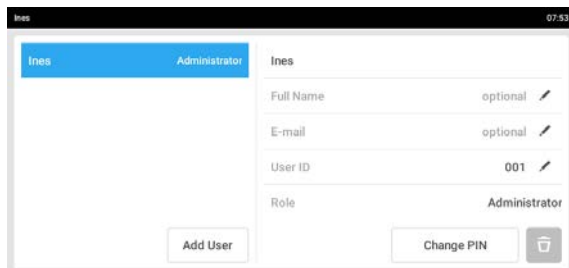 Ines 07:53
Ines Administrator
Ines
Full Name optional
E-mail optional
User ID 001
Role Administrator
Add User
Change PIN